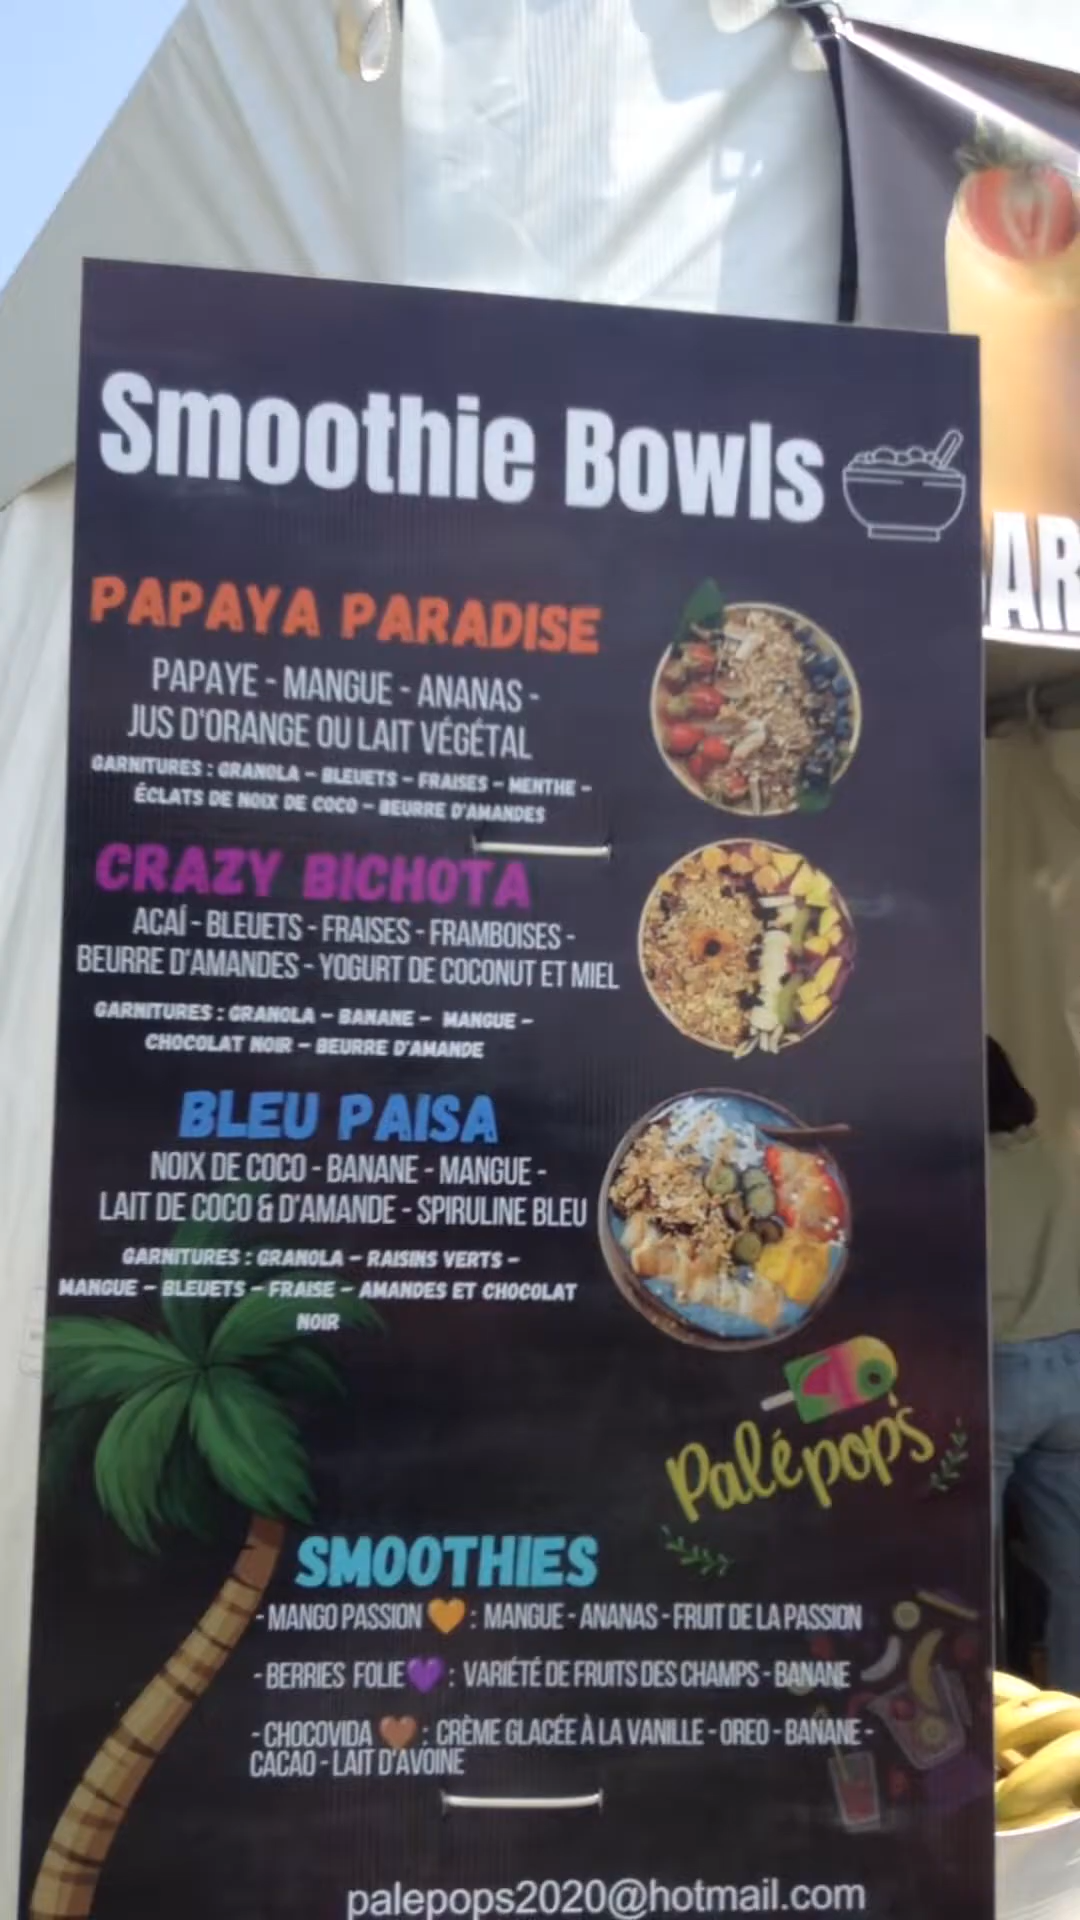 Smoothie Bowls
AR
PAPAYA PARADISE
PAPAYE - MANGUE - ANANAS -
JUS D'ORANGE OU LAIT VÉGÉTAL
GARNITURES : GRANOLA – BLEUETS – FRAISES – MENTHE –
ÉCLATS DE NOIX DE COCO – BEURRE D'AMANDES
CRAZY BICHOTA
ACAÍ - BLEUETS - FRAISES - FRAMBOISES -
BEURRE D'AMANDES - YOGURT DE COCONUT ET MIEL
GARNITURES : GRANOLA – BANANE – MANGUE –
CHOCOLAT NOIR – BEURRE D'AMANDE
BLEU PAISA
NOIX DE COCO - BANANE - MANGUE -
LAIT DE COCO & D'AMANDE - SPIRULINE BLEU
GARNITURES : GRANOLA – RAISINS VERTS –
MANGUE – BLEUETS – FRAISE – AMANDES ET CHOCOLAT
NOIR
Palépop's
SMOOTHIES
- MANGO PASSION 🧡 : MANGUE - ANANAS - FRUIT DE LA PASSION
- BERRIES FOLIE 💜 : VARIÉTÉ DE FRUITS DES CHAMPS - BANANE
- CHOCOVIDA 🤎 : CRÈME GLACÉE À LA VANILLE - OREO - BANANE -
CACAO - LAIT D'AVOINE
palepops2020@hotmail.com